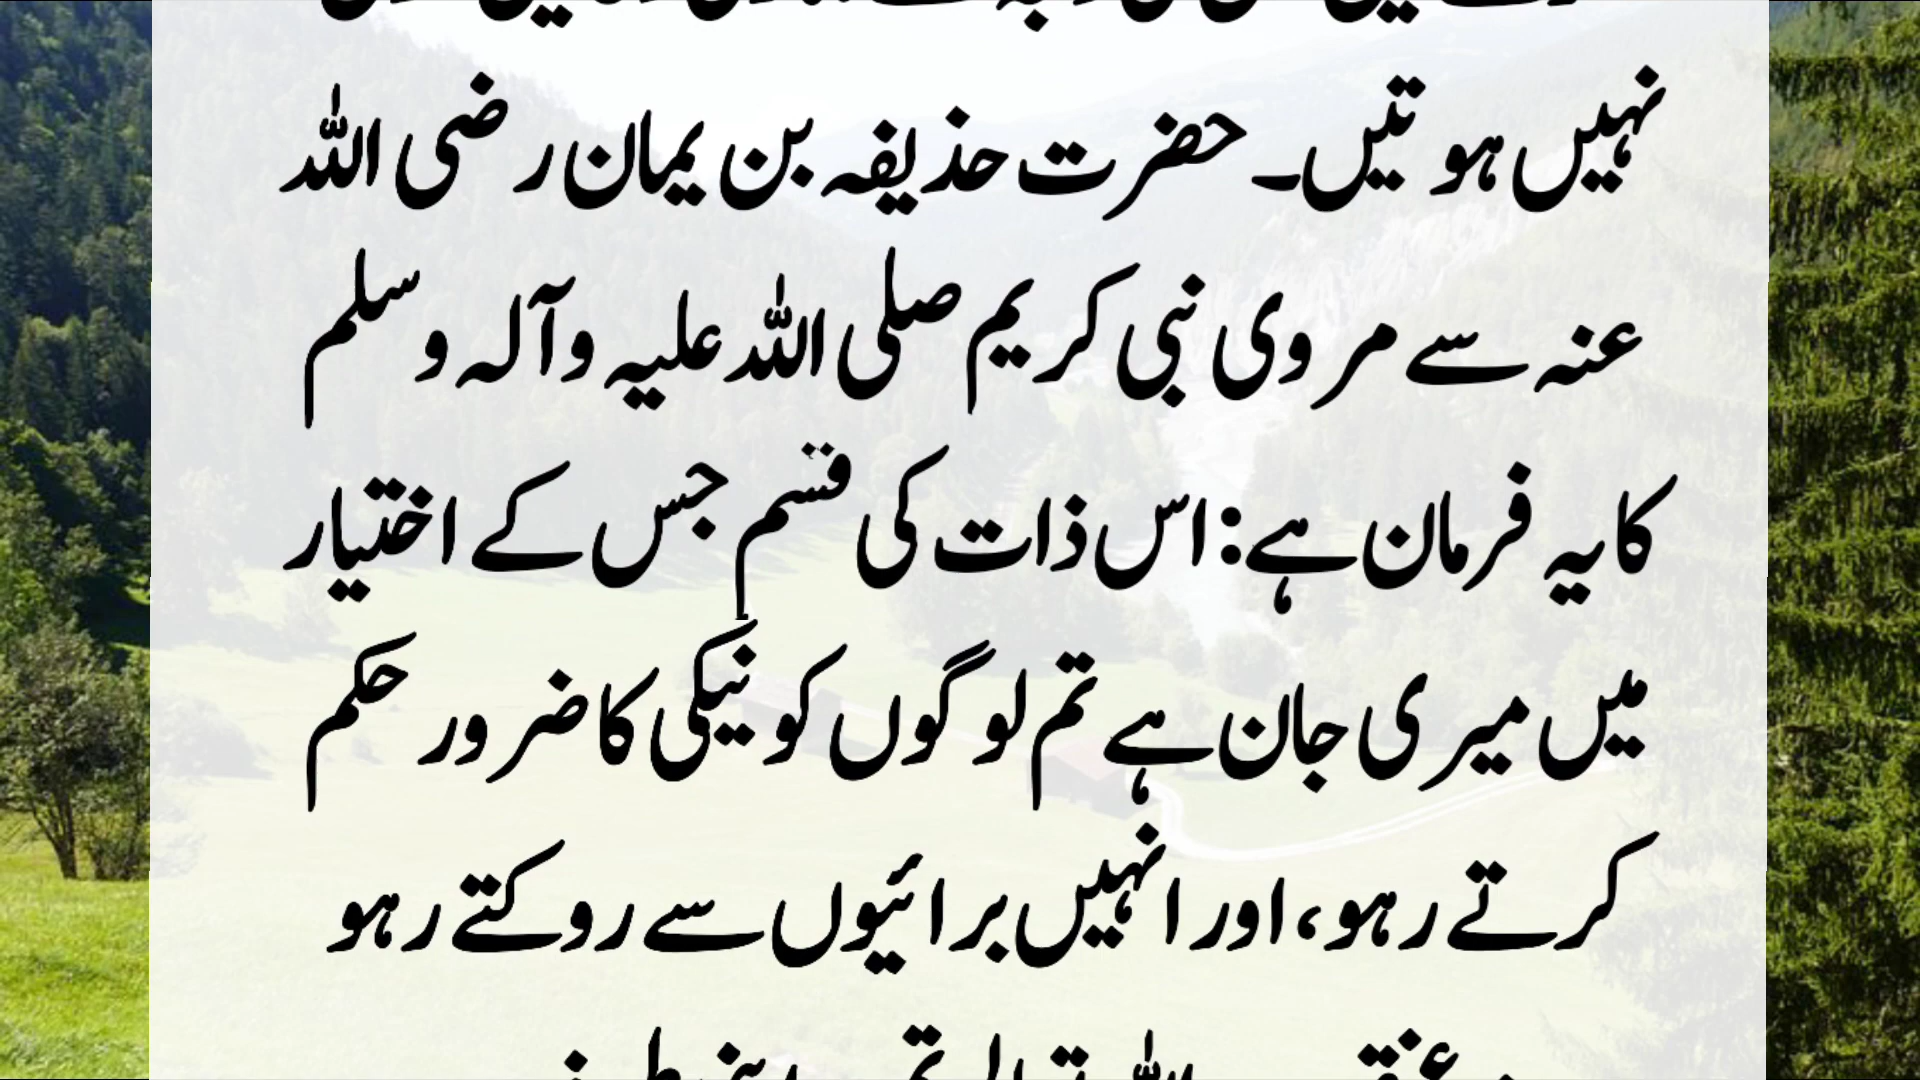 نہیں ہوتیں۔ حضرت حذیفہ بن یمان رضی اللہ
عنہ سے مروی نبی کریم صلی اللہ علیہ وآلہ وسلم
کا یہ فرمان ہے: اس ذات کی قسم جس کے اختیار
میں میری جان ہے تم لوگوں کو نیکی کا ضرور حکم
کرتے رہو، اور انہیں برائیوں سے روکتے رہو